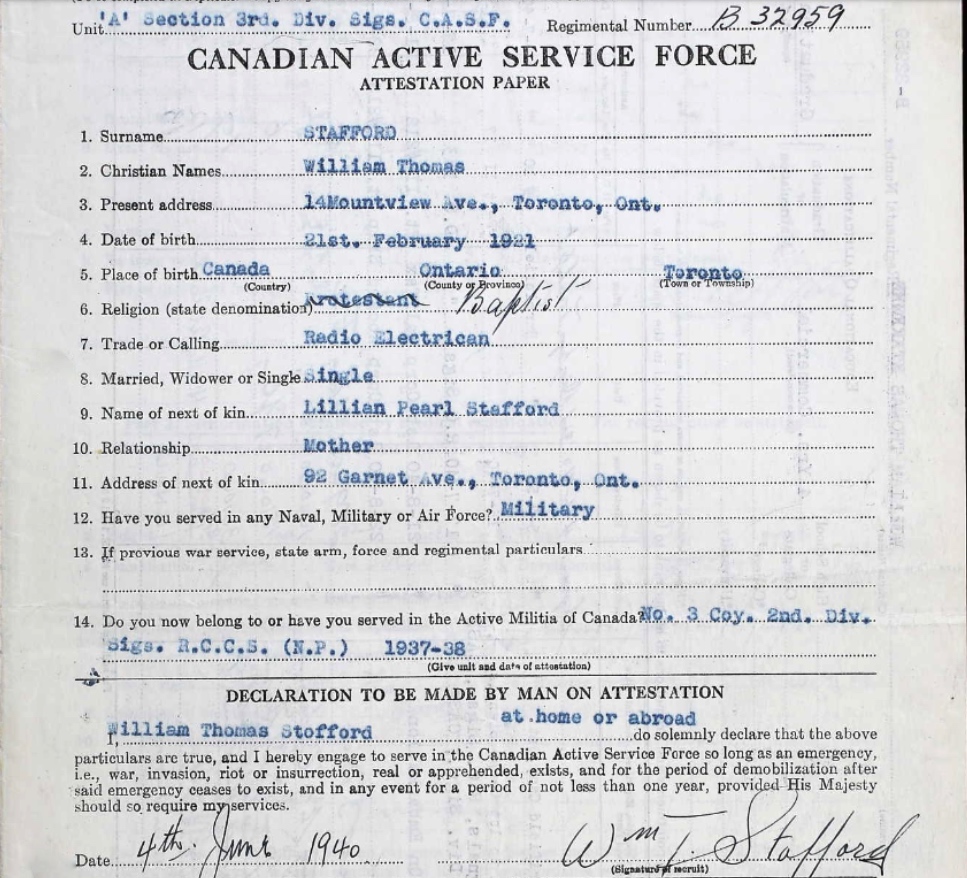 Unit 'A' Section 3rd. Div. Sigs. C.A.S.F. Regimental Number B 32959
CANADIAN ACTIVE SERVICE FORCE
ATTESTATION PAPER
1. Surname STAFFORD
2. Christian Names William Thomas
3. Present address 14Mountview Ave., Toronto, Ont.
4. Date of birth 21st. February 1921
5. Place of birth Canada Ontario Toronto
(Country) (County or Province) (Town or Township)
6. Religion (state denomination) Protestent Baptist
7. Trade or Calling Radio Electrican
8. Married, Widower or Single Single
9. Name of next of kin Lillian Pearl Stafford
10. Relationship Mother
11. Address of next of kin 92 Garnet Ave., Toronto, Ont.
12. Have you served in any Naval, Military or Air Force? Military
13. If previous war service, state arm, force and regimental particulars
14. Do you now belong to or have you served in the Active Militia of Canada? No. 3 Coy. 2nd. Div.
Sigs. R.C.C.S. (N.P.) 1937-38
(Give unit and date of attestation)
DECLARATION TO BE MADE BY MAN ON ATTESTATION
at home or abroad
I, William Thomas Stofford do solemnly declare that the above
particulars are true, and I hereby engage to serve in the Canadian Active Service Force so long as an emergency,
i.e., war, invasion, riot or insurrection, real or apprehended, exists, and for the period of demobilization after
said emergency ceases to exist, and in any event for a period of not less than one year, provided His Majesty
should so require my services.
Date 4th. June 1940 Wm T. Stafford
(Signature of recruit)